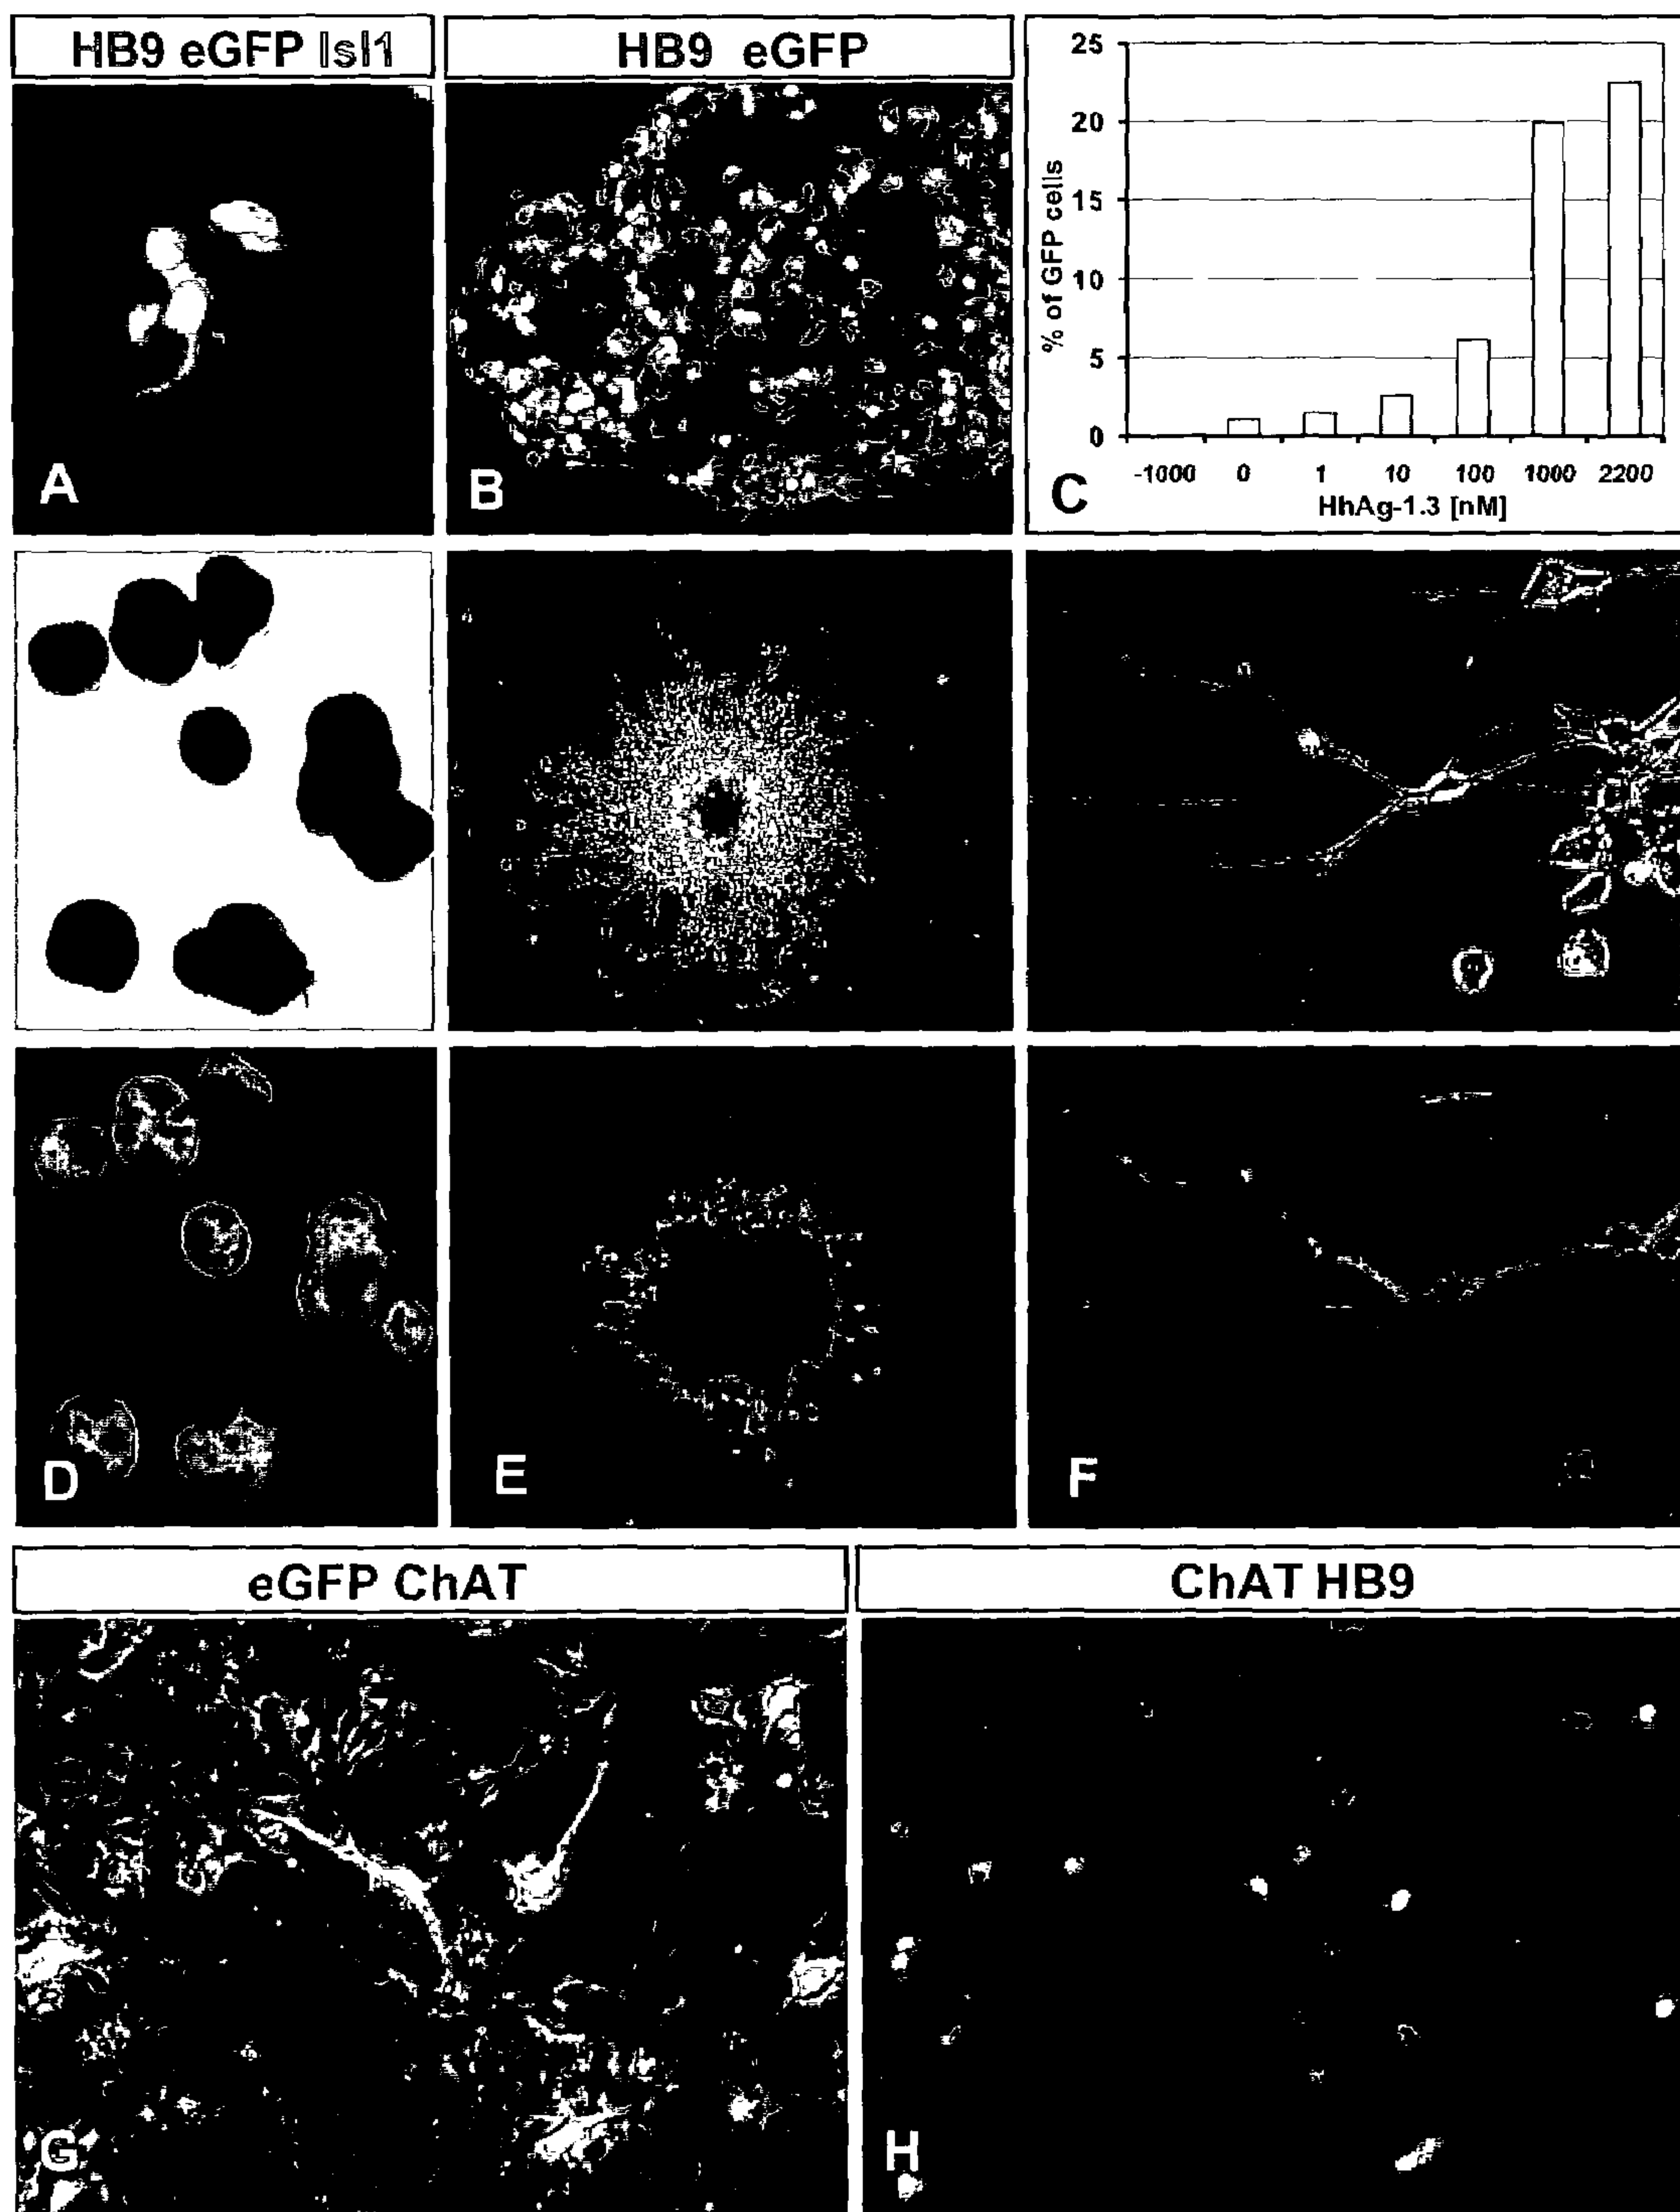 HB9 eGFP Isl1
HB9 eGFP
25
20
15
10
5
0
% of GFP cells
-1000 0 1 10 100 1000 2200
HhAg-1.3 [nM]
A
B
C
D
E
F
eGFP ChAT
ChAT HB9
G
H